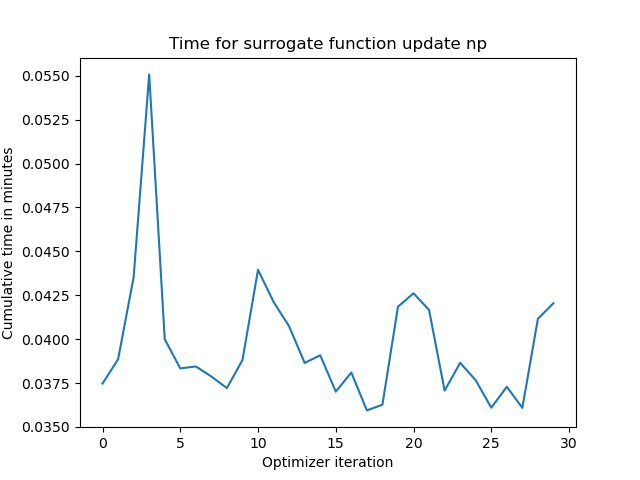 Time for surrogate function update np
Cumulative time in minutes
0.0550
0.0525
0.0500
0.0475
0.0450
0.0425
0.0400
0.0375
0.0350
0 5 10 15 20 25 30
Optimizer iteration